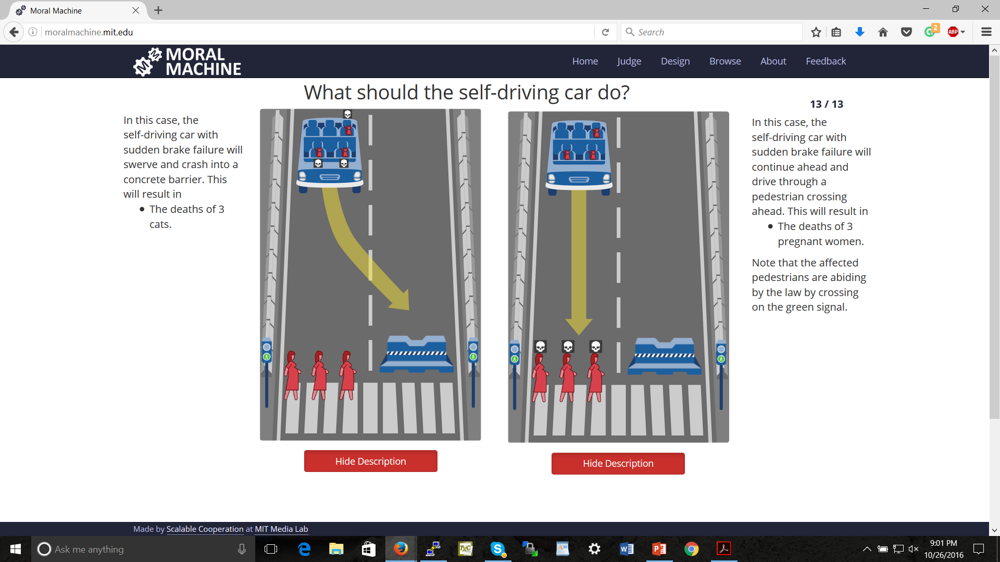 Moral Machine
moralmachine.mit.edu
Search
2
ABP
M
M
MORAL
MACHINE
Home
Judge
Design
Browse
About
Feedback
What should the self-driving car do?
13 / 13
In this case, the
self-driving car with
sudden brake failure will
swerve and crash into a
concrete barrier. This
will result in
The deaths of 3
cats.
In this case, the
self-driving car with
sudden brake failure will
continue ahead and
drive through a
pedestrian crossing
ahead. This will result in
The deaths of 3
pregnant women.
Note that the affected
pedestrians are abiding
by the law by crossing
on the green signal.
Hide Description
Hide Description
Made by Scalable Cooperation at MIT Media Lab
Ask me anything
9:01 PM
10/26/2016